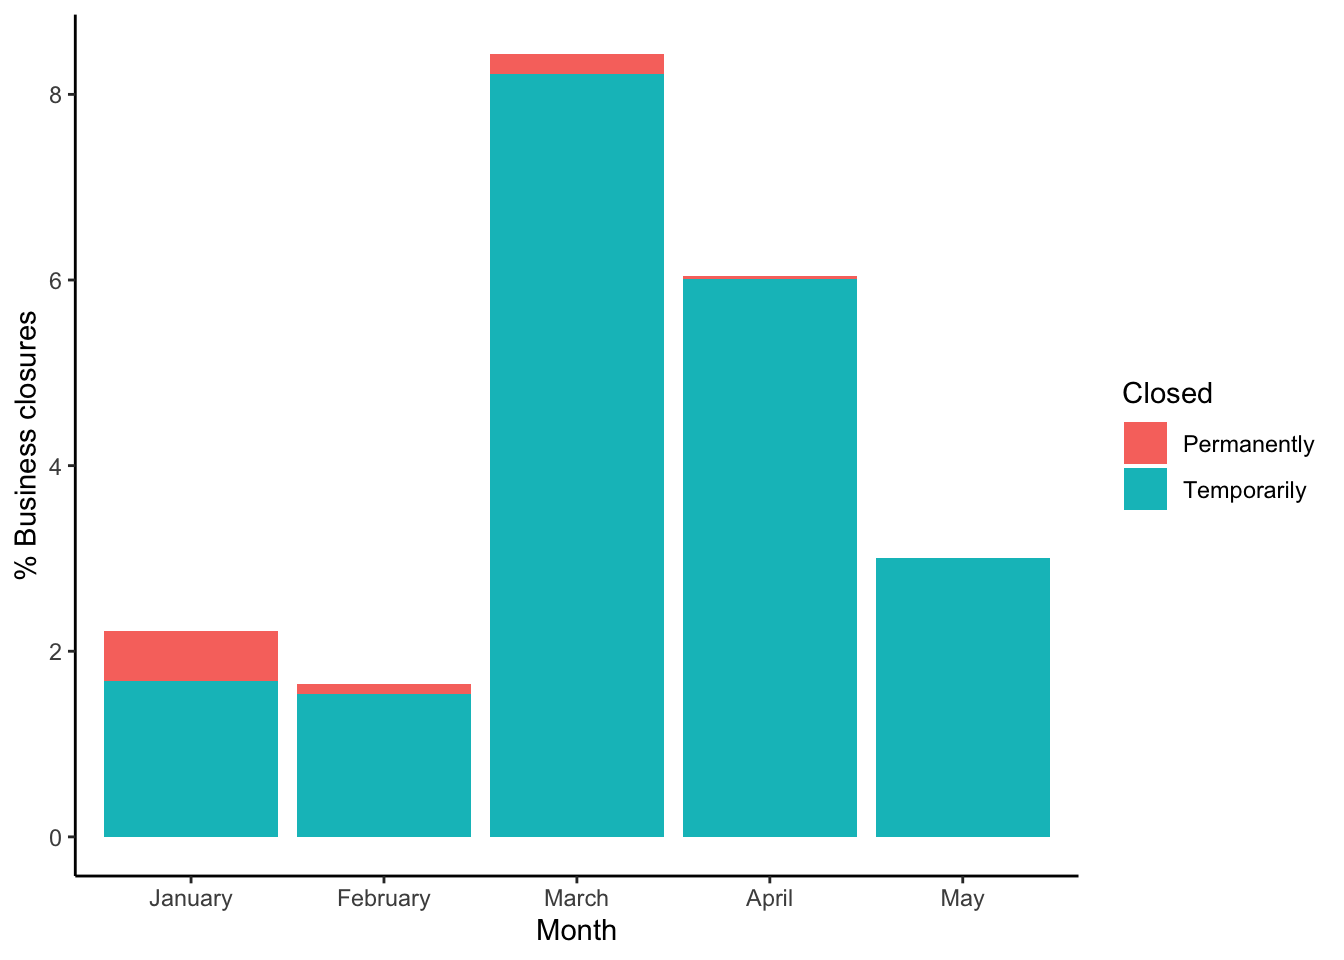 % Business closures
8
6
4
2
0
January February March April May
Month
Closed
Permanently
Temporarily